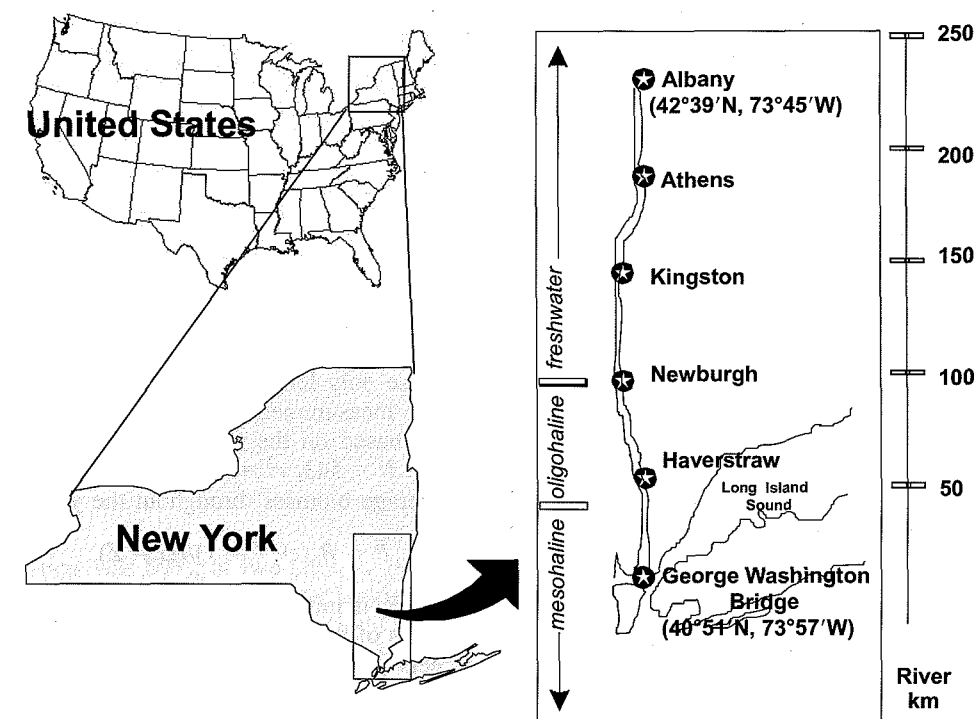 United States
New York
freshwater
oligohaline
mesohaline
Albany
(42°39′N, 73°45′W)
Athens
Kingston
Newburgh
Haverstraw
Long Island
Sound
George Washington
Bridge
(40°51′N, 73°57′W)
250
200
150
100
50
River
km